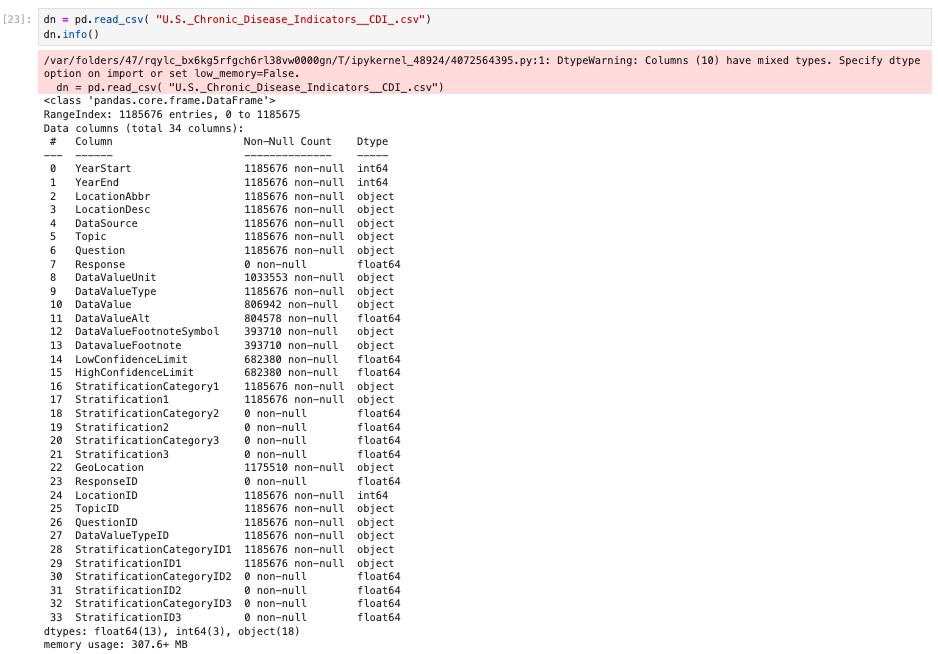 [23]: dn = pd.read_csv( "U.S._Chronic_Disease_Indicators__CDI_.csv")
dn.info()
/var/folders/47/rqylc_bx6kg5rfgch6rl38vw0000gn/T/ipykernel_48924/4072564395.py:1: DtypeWarning: Columns (10) have mixed types. Specify dtype
option on import or set low_memory=False.
  dn = pd.read_csv( "U.S._Chronic_Disease_Indicators__CDI_.csv")
<class 'pandas.core.frame.DataFrame'>
RangeIndex: 1185676 entries, 0 to 1185675
Data columns (total 34 columns):
 #   Column                     Non-Null Count    Dtype
---  ------                     --------------    -----
 0   YearStart                  1185676 non-null  int64
 1   YearEnd                    1185676 non-null  int64
 2   LocationAbbr               1185676 non-null  object
 3   LocationDesc               1185676 non-null  object
 4   DataSource                 1185676 non-null  object
 5   Topic                      1185676 non-null  object
 6   Question                   1185676 non-null  object
 7   Response                   0 non-null        float64
 8   DataValueUnit              1033553 non-null  object
 9   DataValueType              1185676 non-null  object
 10  DataValue                  806942 non-null   object
 11  DataValueAlt               804578 non-null   float64
 12  DataValueFootnoteSymbol    393710 non-null   object
 13  DatavalueFootnote          393710 non-null   object
 14  LowConfidenceLimit         682380 non-null   float64
 15  HighConfidenceLimit        682380 non-null   float64
 16  StratificationCategory1    1185676 non-null  object
 17  Stratification1            1185676 non-null  object
 18  StratificationCategory2    0 non-null        float64
 19  Stratification2            0 non-null        float64
 20  StratificationCategory3    0 non-null        float64
 21  Stratification3            0 non-null        float64
 22  GeoLocation                1175510 non-null  object
 23  ResponseID                 0 non-null        float64
 24  LocationID                 1185676 non-null  int64
 25  TopicID                    1185676 non-null  object
 26  QuestionID                 1185676 non-null  object
 27  DataValueTypeID            1185676 non-null  object
 28  StratificationCategoryID1  1185676 non-null  object
 29  StratificationID1          1185676 non-null  object
 30  StratificationCategoryID2  0 non-null        float64
 31  StratificationID2          0 non-null        float64
 32  StratificationCategoryID3  0 non-null        float64
 33  StratificationID3          0 non-null        float64
dtypes: float64(13), int64(3), object(18)
memory usage: 307.6+ MB